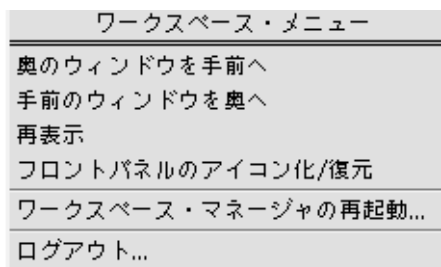 ワークスペース・メニュー
奥のウィンドウを手前へ
手前のウィンドウを奥へ
再表示
フロントパネルのアイコン化/復元
ワークスペース・マネージャの再起動...
ログアウト...